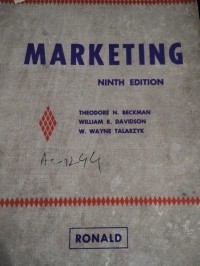 MARKETING
NINTH EDITION
THEODORE N. BECKMAN
WILLIAM R. DAVIDSON
W. WAYNE TALARZYK
RONALD